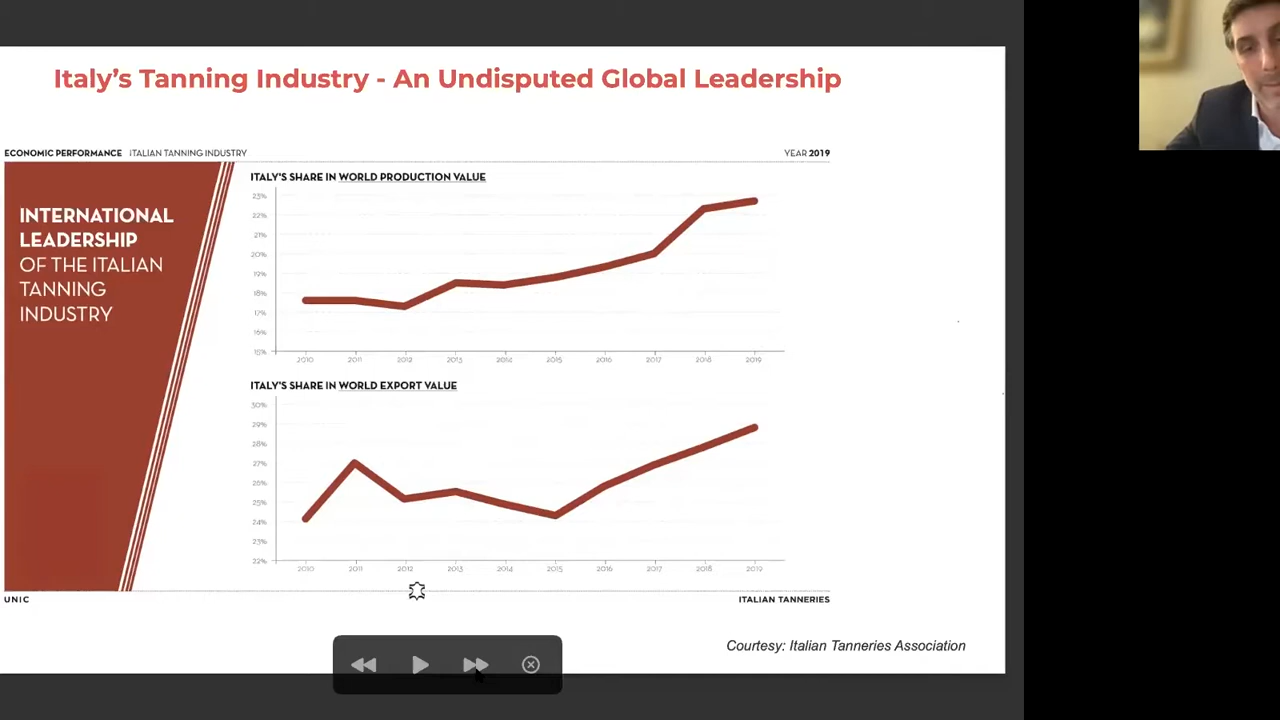 Italy's Tanning Industry - An Undisputed Global Leadership
ECONOMIC PERFORMANCE ITALIAN TANNING INDUSTRY
YEAR 2019
INTERNATIONAL
LEADERSHIP
OF THE ITALIAN
TANNING
INDUSTRY
ITALY'S SHARE IN WORLD PRODUCTION VALUE
23%
22%
21%
20%
19%
18%
17%
16%
15%
2010 2011 2012 2013 2014 2015 2016 2017 2018 2019
ITALY'S SHARE IN WORLD EXPORT VALUE
30%
29%
28%
27%
26%
25%
24%
23%
22%
2010 2011 2012 2013 2014 2015 2016 2017 2018 2019
UNIC
ITALIAN TANNERIES
Courtesy: Italian Tanneries Association